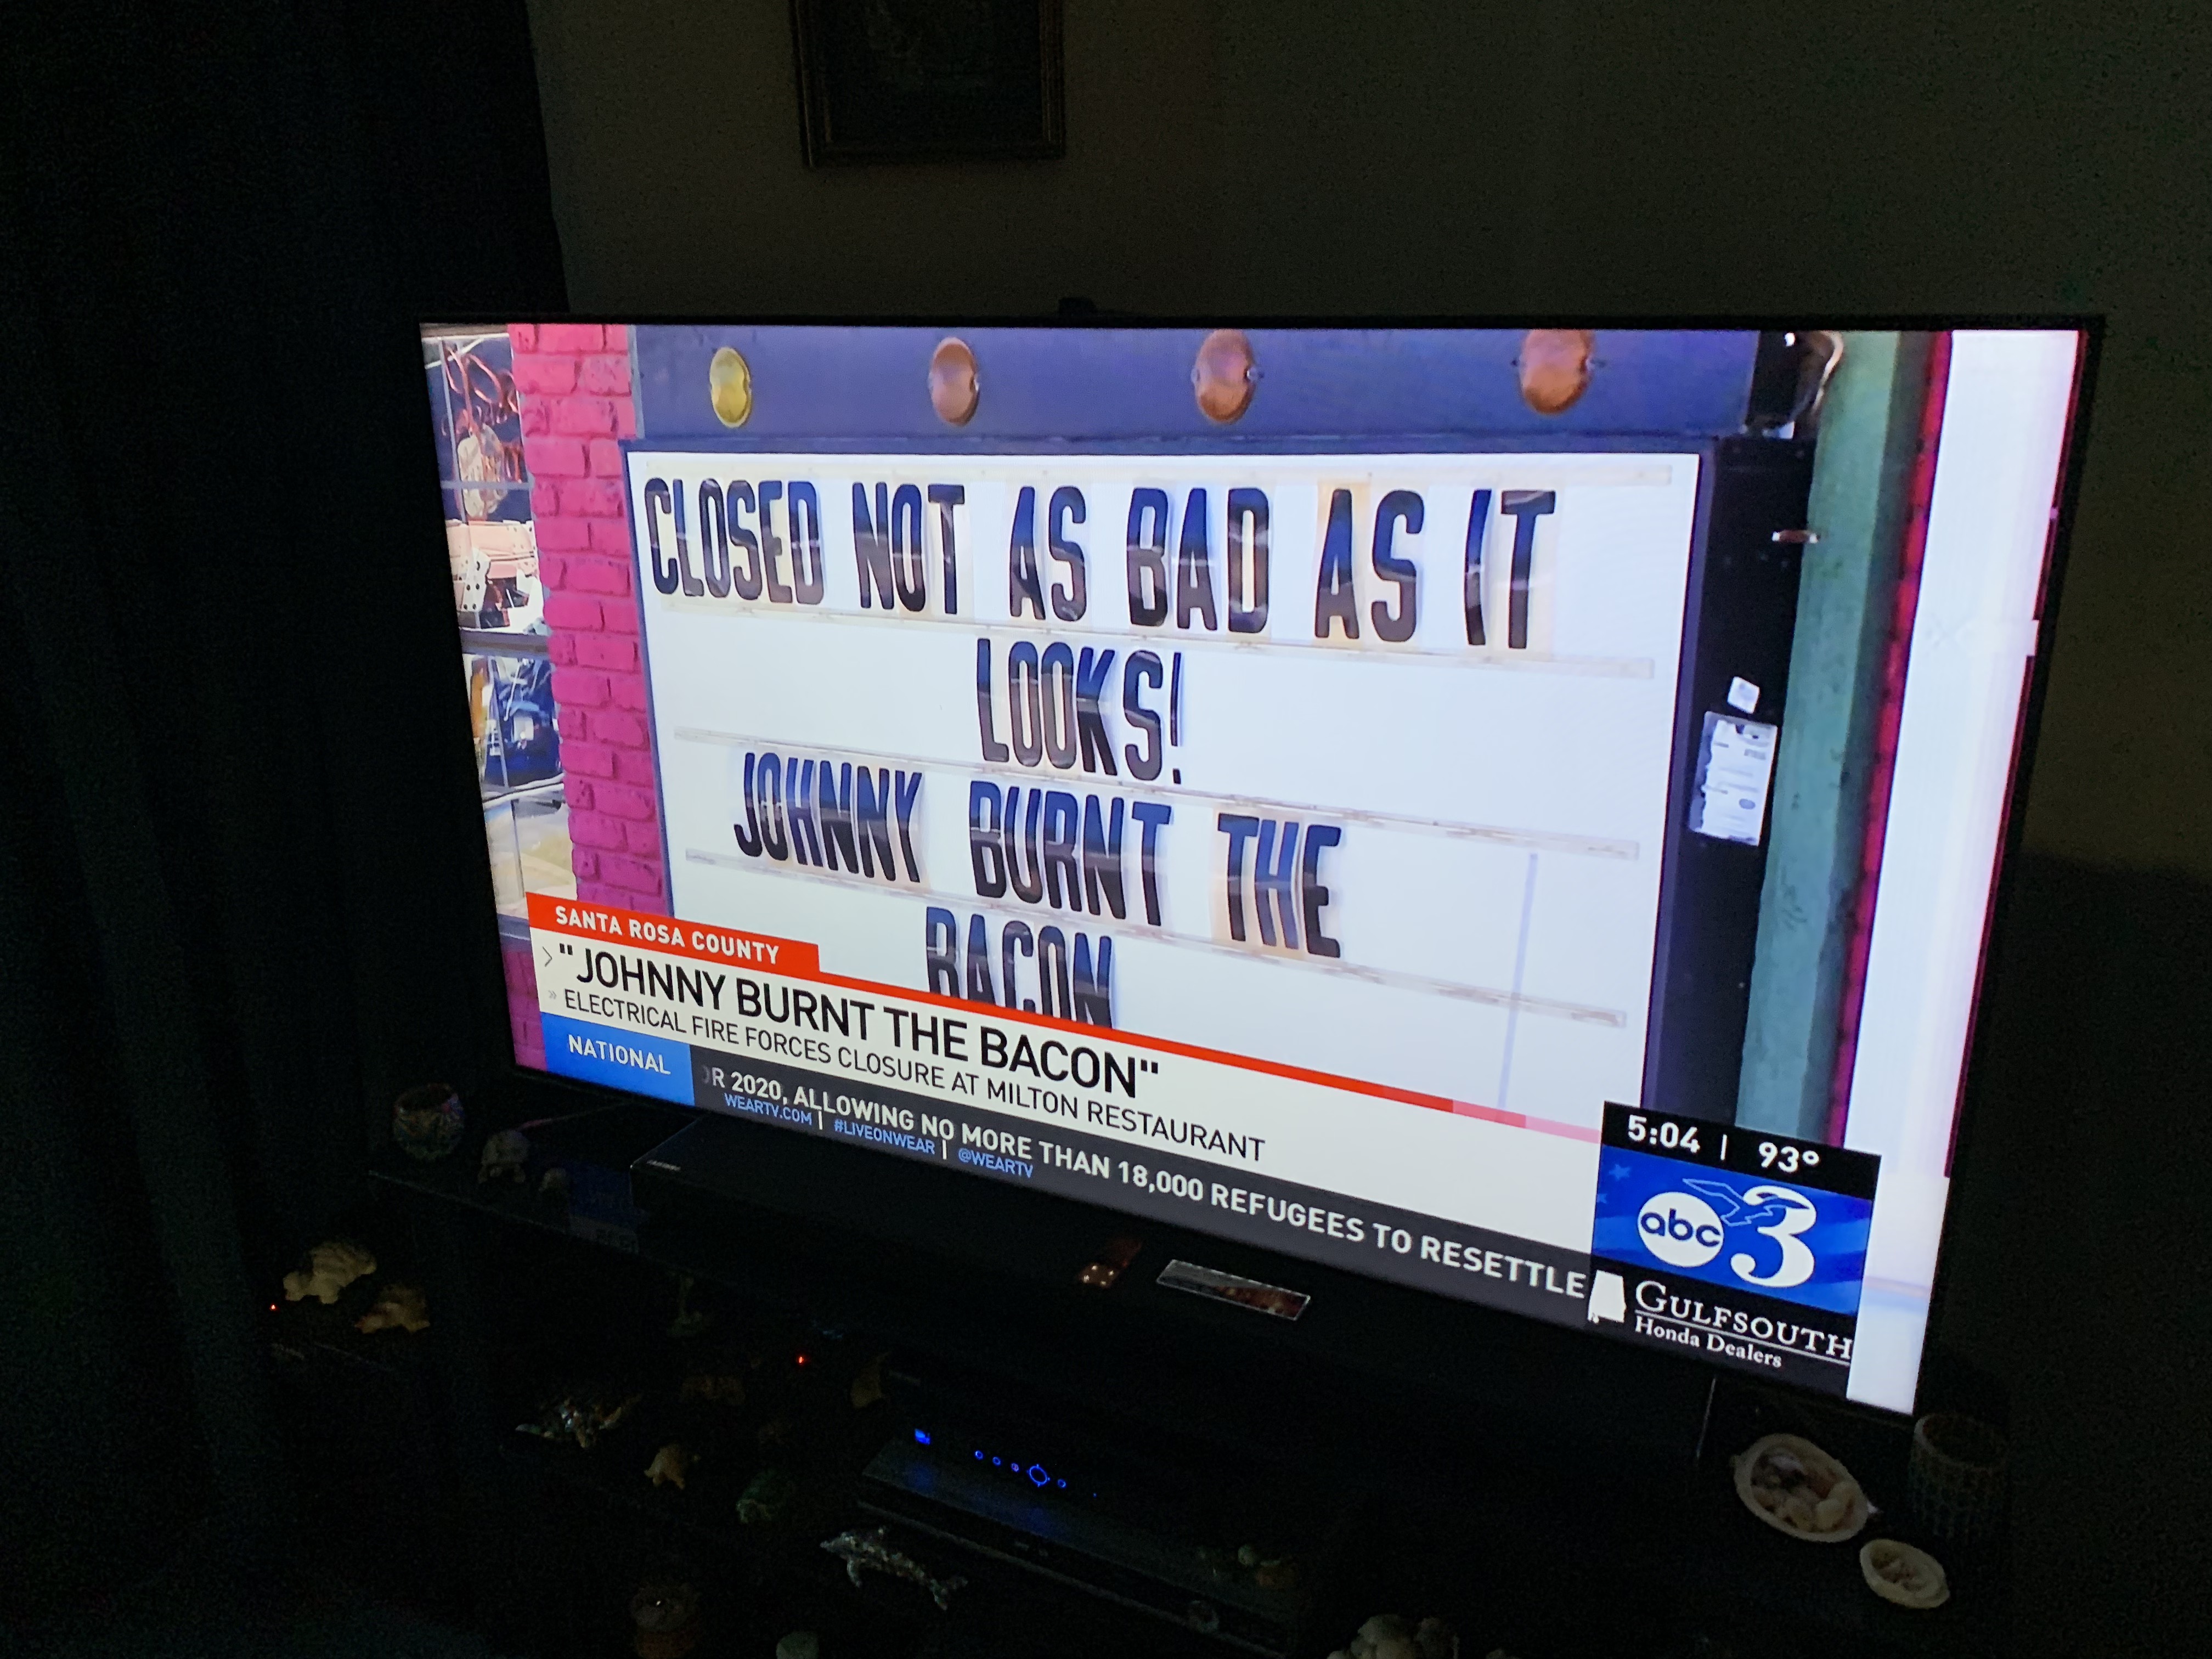 CLOSED NOT AS BAD AS IT
LOOKS!
JOHNNY BURNT THE
BACON
SANTA ROSA COUNTY
"JOHNNY BURNT THE BACON"
ELECTRICAL FIRE FORCES CLOSURE AT MILTON RESTAURANT
NATIONAL
R 2020, ALLOWING NO MORE THAN 18,000 REFUGEES TO RESETTLE
WEARTV.COM | #LIVEONWEAR | @WEARTV
5:04 | 93°
abc 3
GULFSOUTH
Honda Dealers